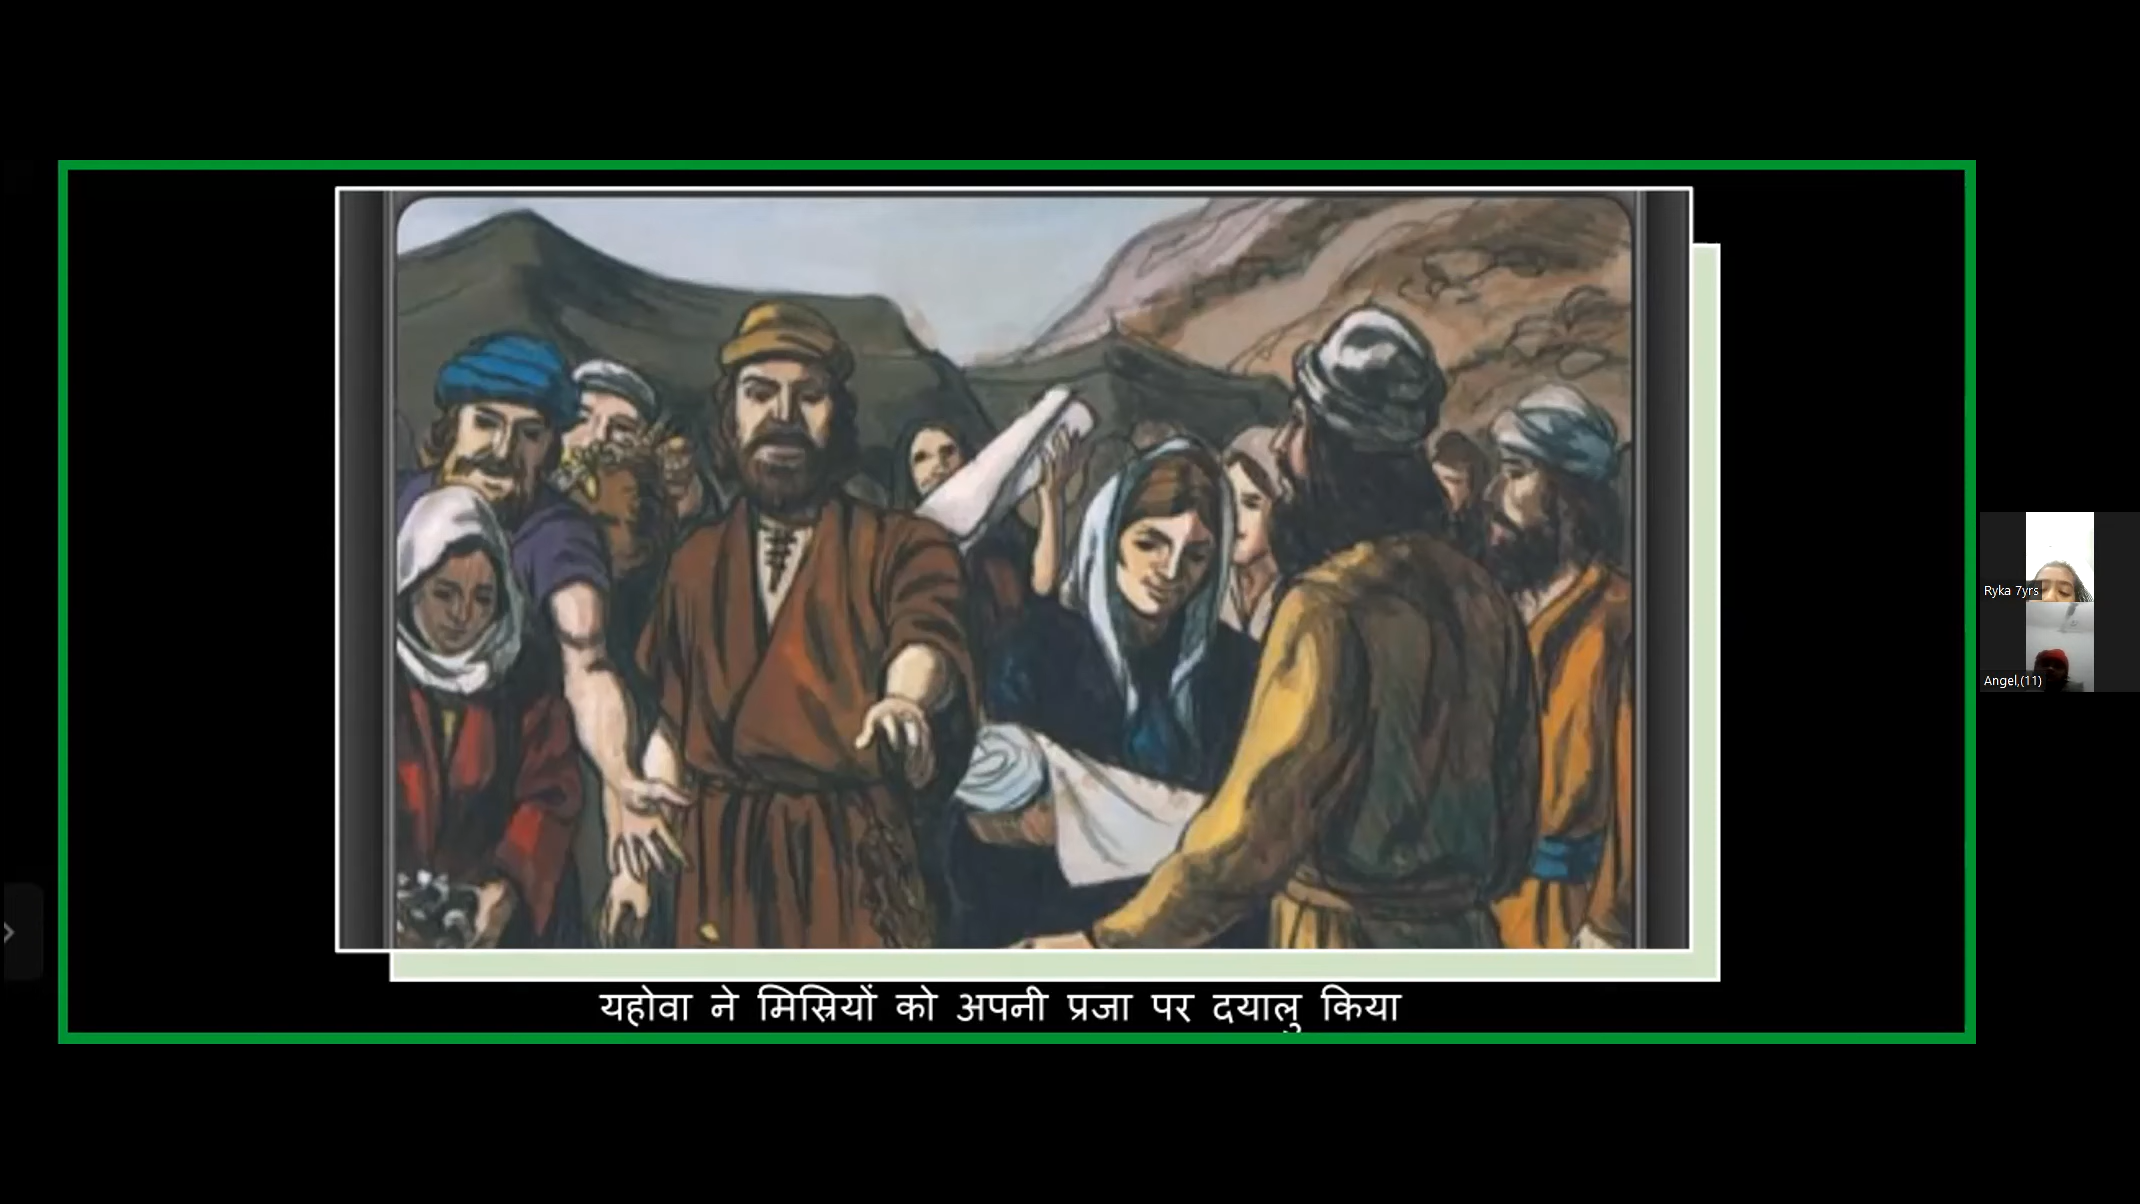 Ryka 7yrs
Angel,(11)
यहोवा ने मिस्रियों को अपनी प्रजा पर दयालु किया